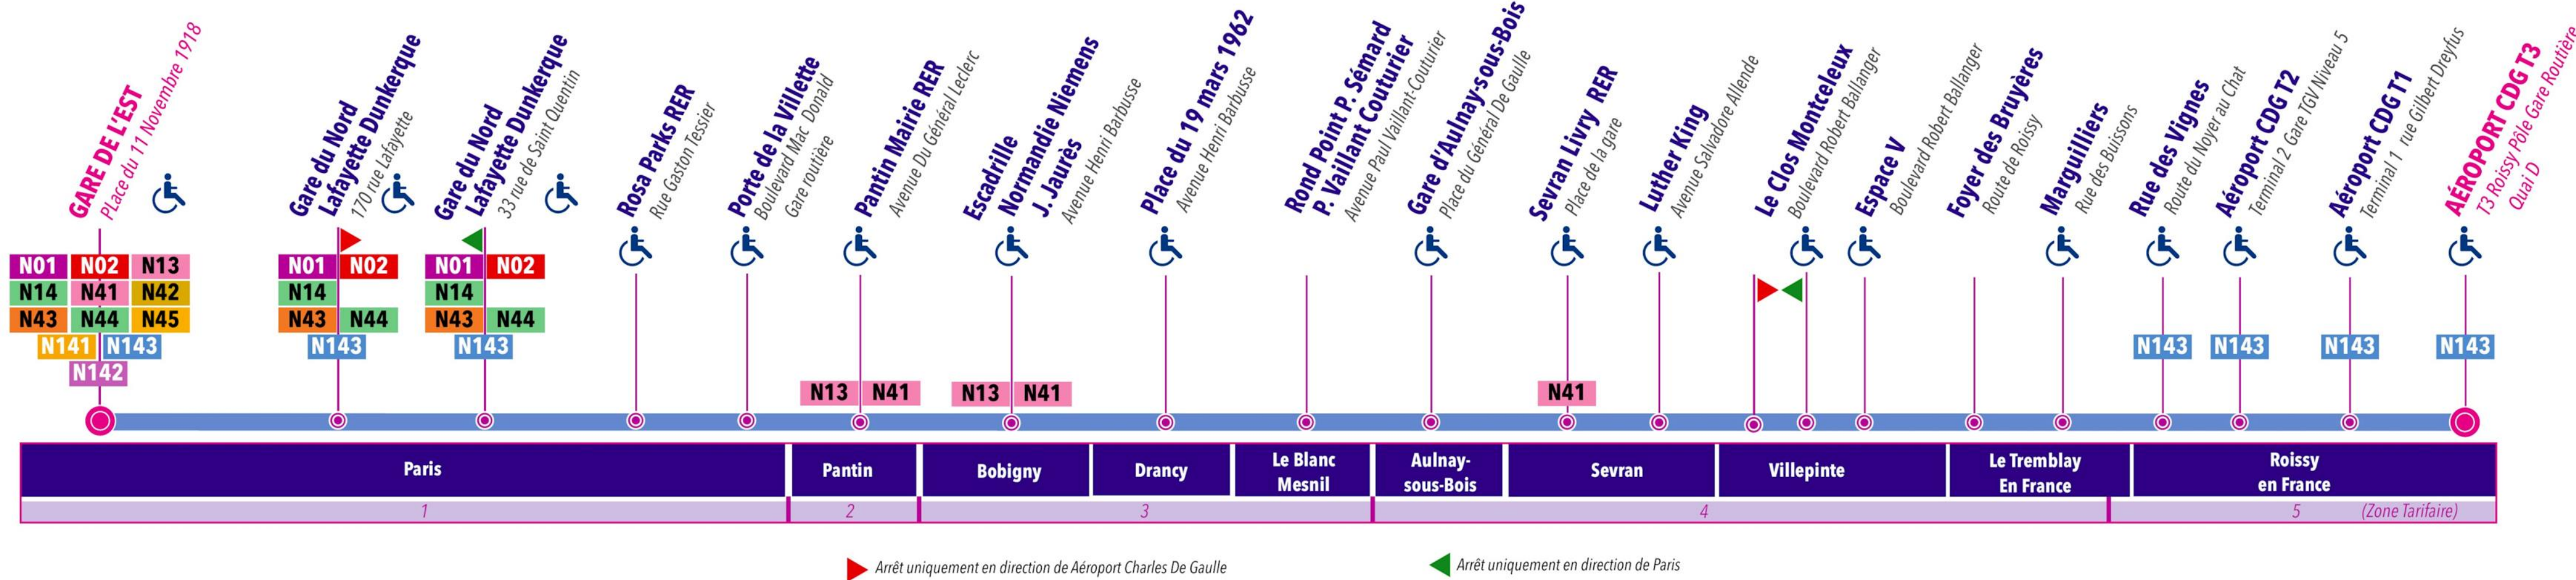 GARE DE L'EST
PLace du 11 Novembre 1918
N01 N02 N13
N14 N41 N42
N43 N44 N45
N141 N143
N142
Gare du Nord
Lafayette Dunkerque
170 rue Lafayette
N01 N02
N14
N43 N44
N143
Gare du Nord
Lafayette Dunkerque
33 rue de Saint Quentin
N01 N02
N14
N43 N44
N143
Rosa Parks RER
Rue Gaston Tessier
Porte de la Villette
Boulevard Mac Donald
Gare routière
Pantin Mairie RER
Avenue Du Général Leclerc
N13 N41
Escadrille
Normandie Niemens
J. Jaurès
Avenue Henri Barbusse
N13 N41
Place du 19 mars 1962
Avenue Henri Barbusse
Rond Point P. Sémard
P. Vaillant Couturier
Avenue Paul Vaillant-Couturier
Gare d'Aulnay-sous-Bois
Place du Général De Gaulle
Sevran Livry RER
Place de la gare
N41
Luther King
Avenue Salvadore Allende
Le Clos Montceleux
Boulevard Robert Ballanger
Espace V
Boulevard Robert Ballanger
Foyer des Bruyères
Route de Roissy
Marguilliers
Rue des Buissons
Rue des Vignes
Route du Noyer au Chat
N143
Aéroport CDG T2
Terminal 2 Gare TGV Niveau 5
N143
Aéroport CDG T1
Terminal 1 rue Gilbert Dreyfus
N143
AÉROPORT CDG T3
T3 Roissy Pôle Gare Routière
Quai D
N143
Paris
Pantin
Bobigny
Drancy
Le Blanc
Mesnil
Aulnay-
sous-Bois
Sevran
Villepinte
Le Tremblay
En France
Roissy
en France
1 2 3 4 5 (Zone Tarifaire)
Arrêt uniquement en direction de Aéroport Charles De Gaulle
Arrêt uniquement en direction de Paris